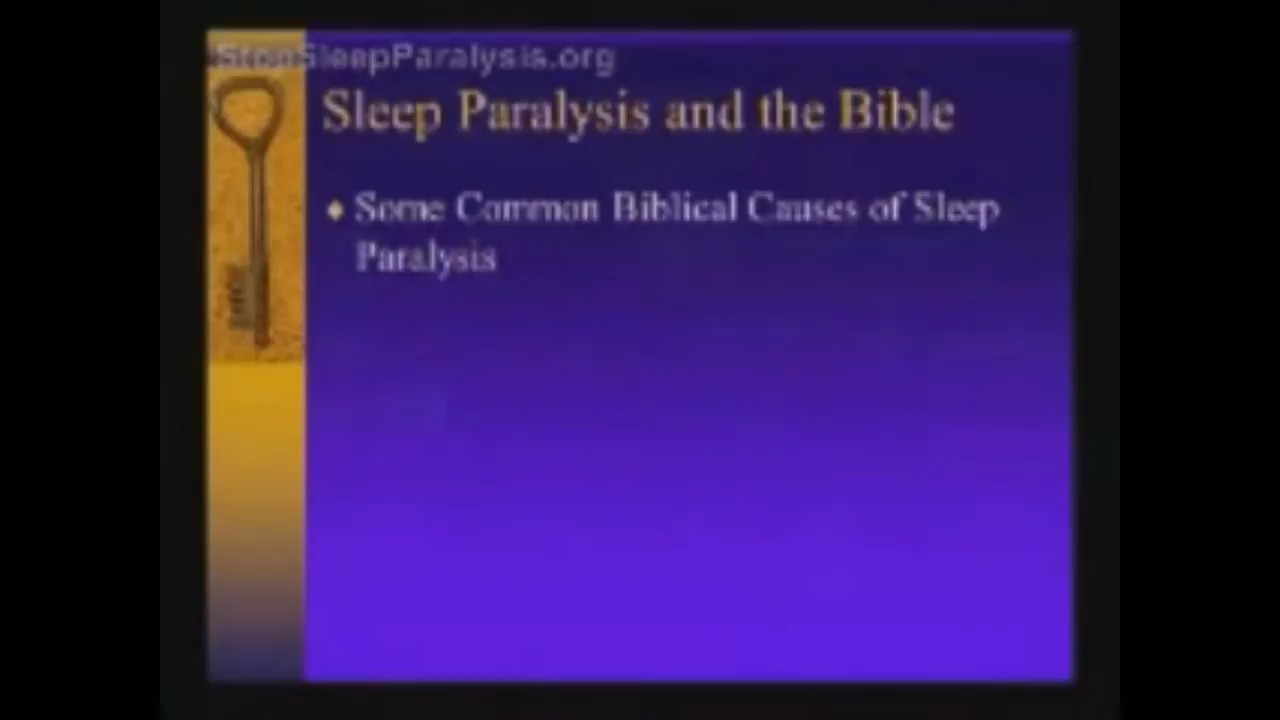 StopSleepParalysis.org
Sleep Paralysis and the Bible
Some Common Biblical Causes of Sleep
Paralysis